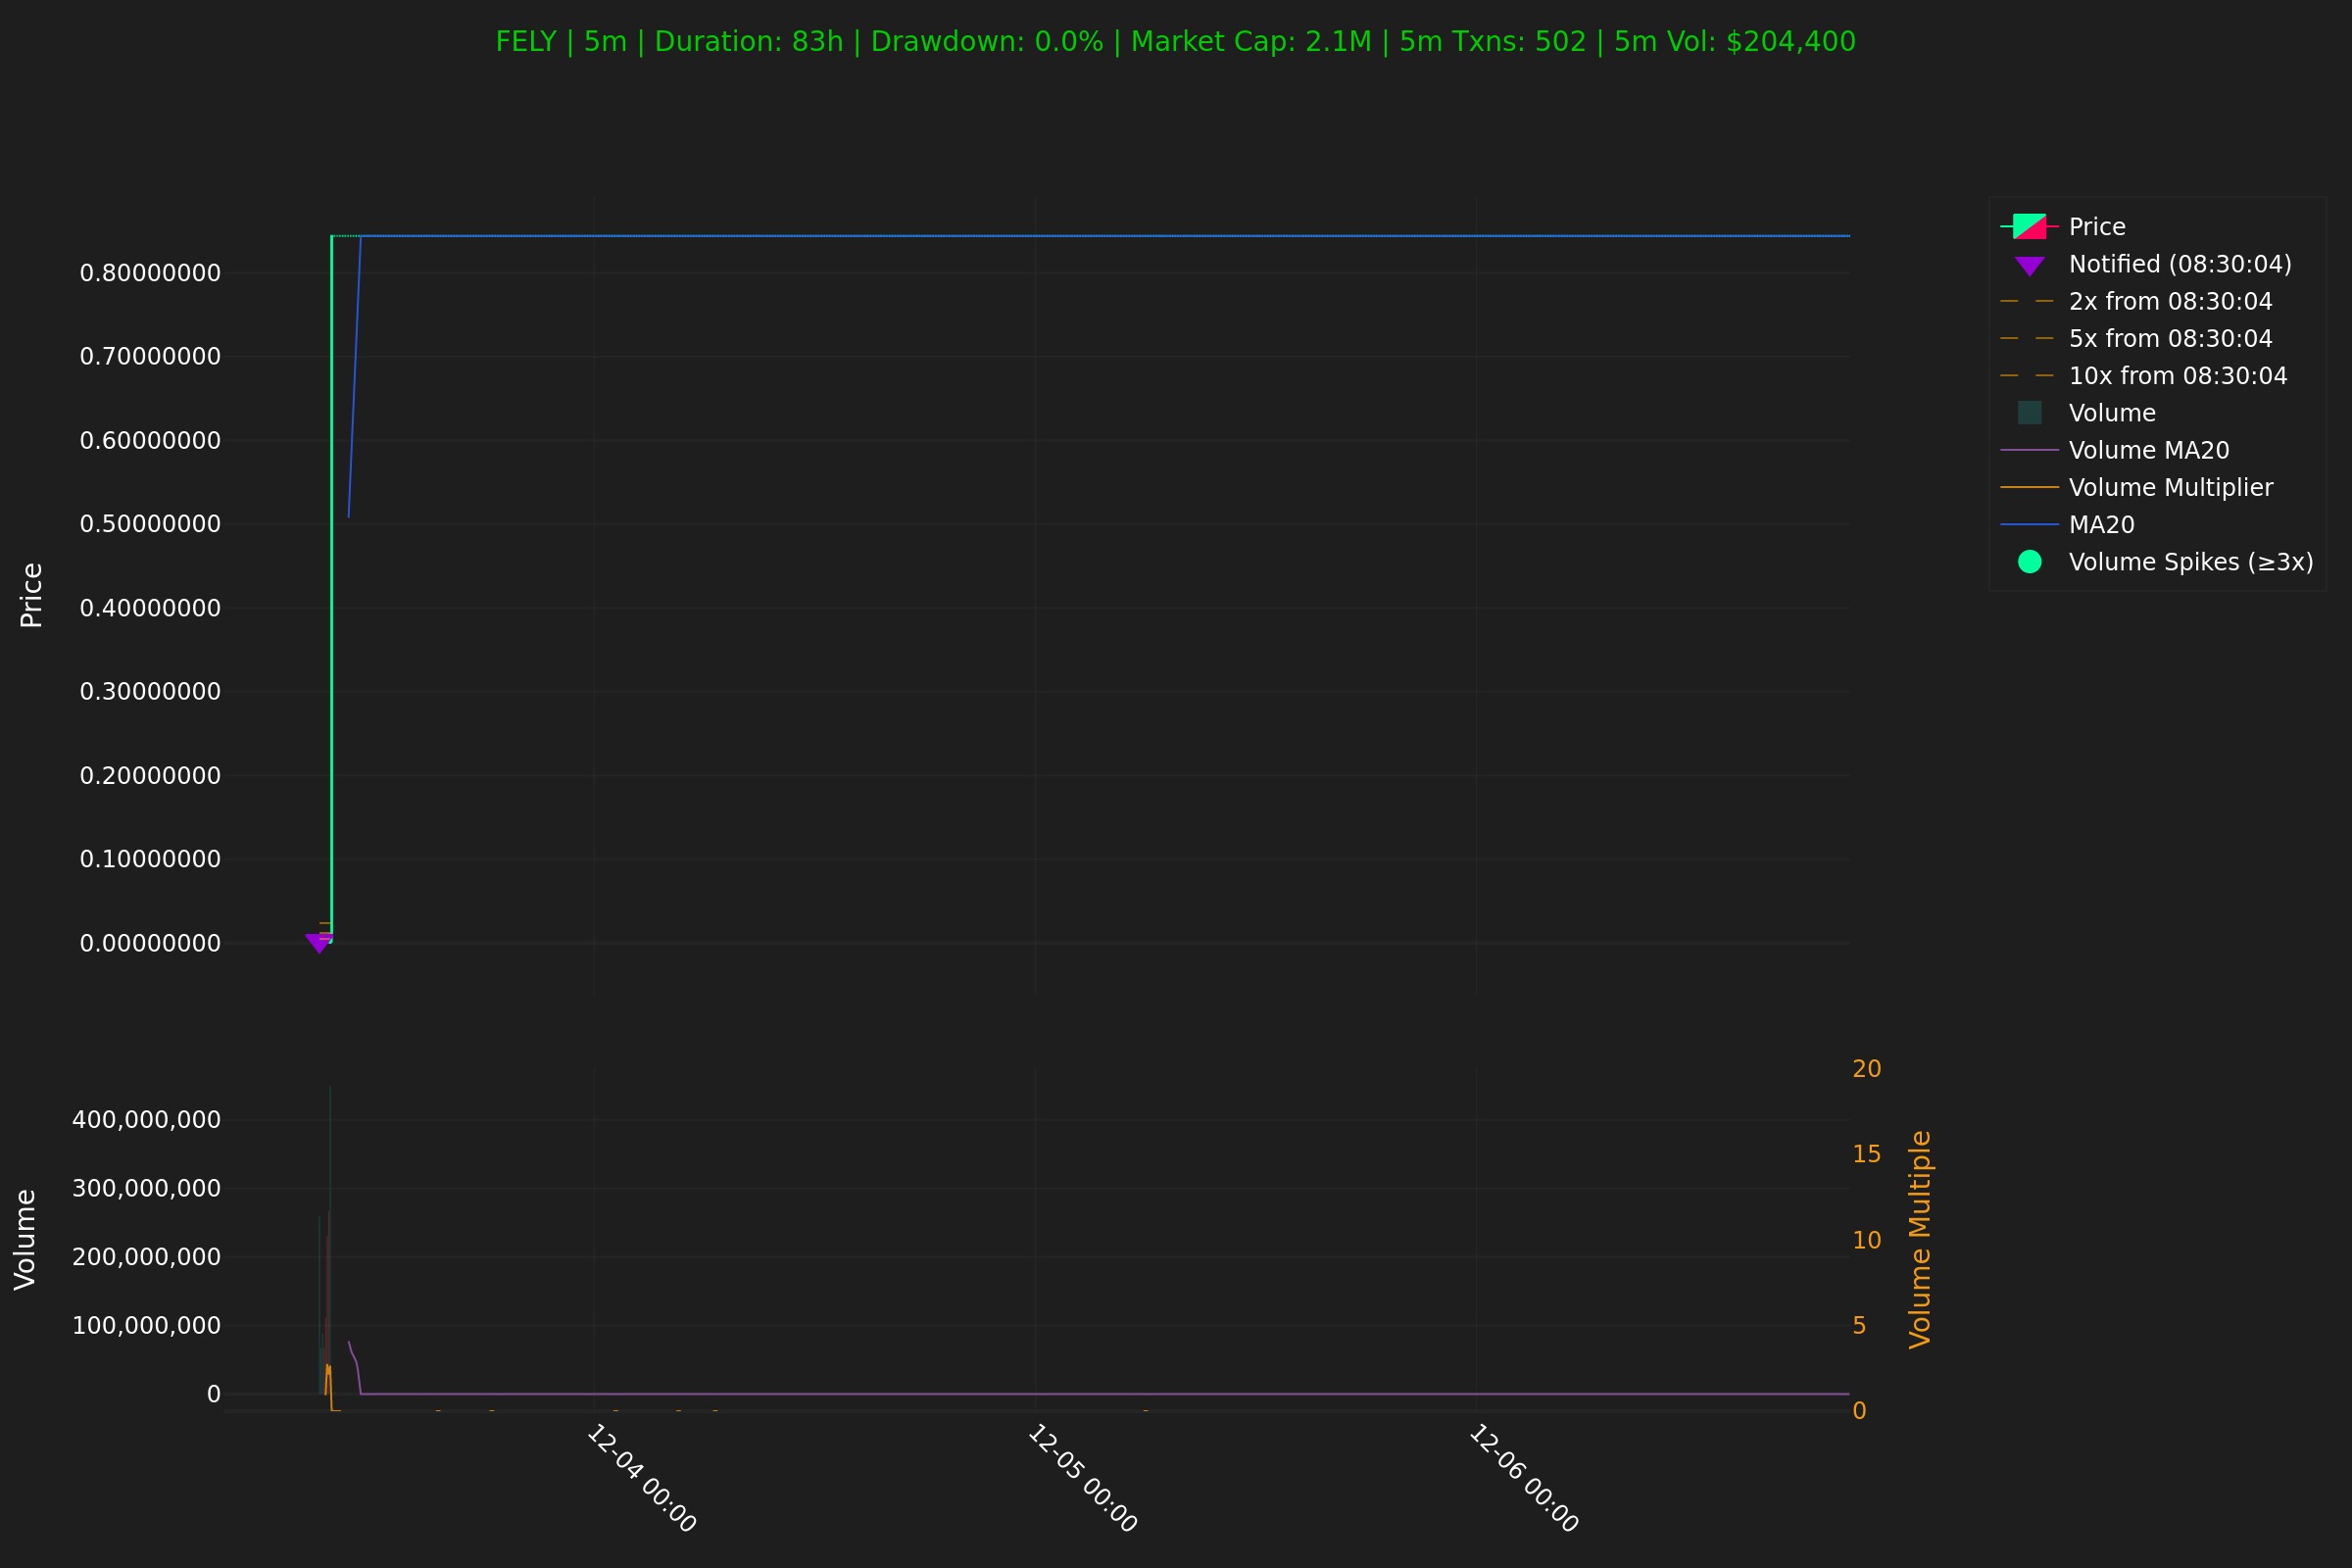 FELY | 5m | Duration: 83h | Drawdown: 0.0% | Market Cap: 2.1M | 5m Txns: 502 | 5m Vol: $204,400
Price
0.80000000
0.70000000
0.60000000
0.50000000
0.40000000
0.30000000
0.20000000
0.10000000
0.00000000
Price
Notified (08:30:04)
2x from 08:30:04
5x from 08:30:04
10x from 08:30:04
Volume
Volume MA20
Volume Multiplier
MA20
Volume Spikes (≥3x)
Volume
400,000,000
300,000,000
200,000,000
100,000,000
0
20
15
10
5
0
Volume Multiple
12-04 00:00
12-05 00:00
12-06 00:00